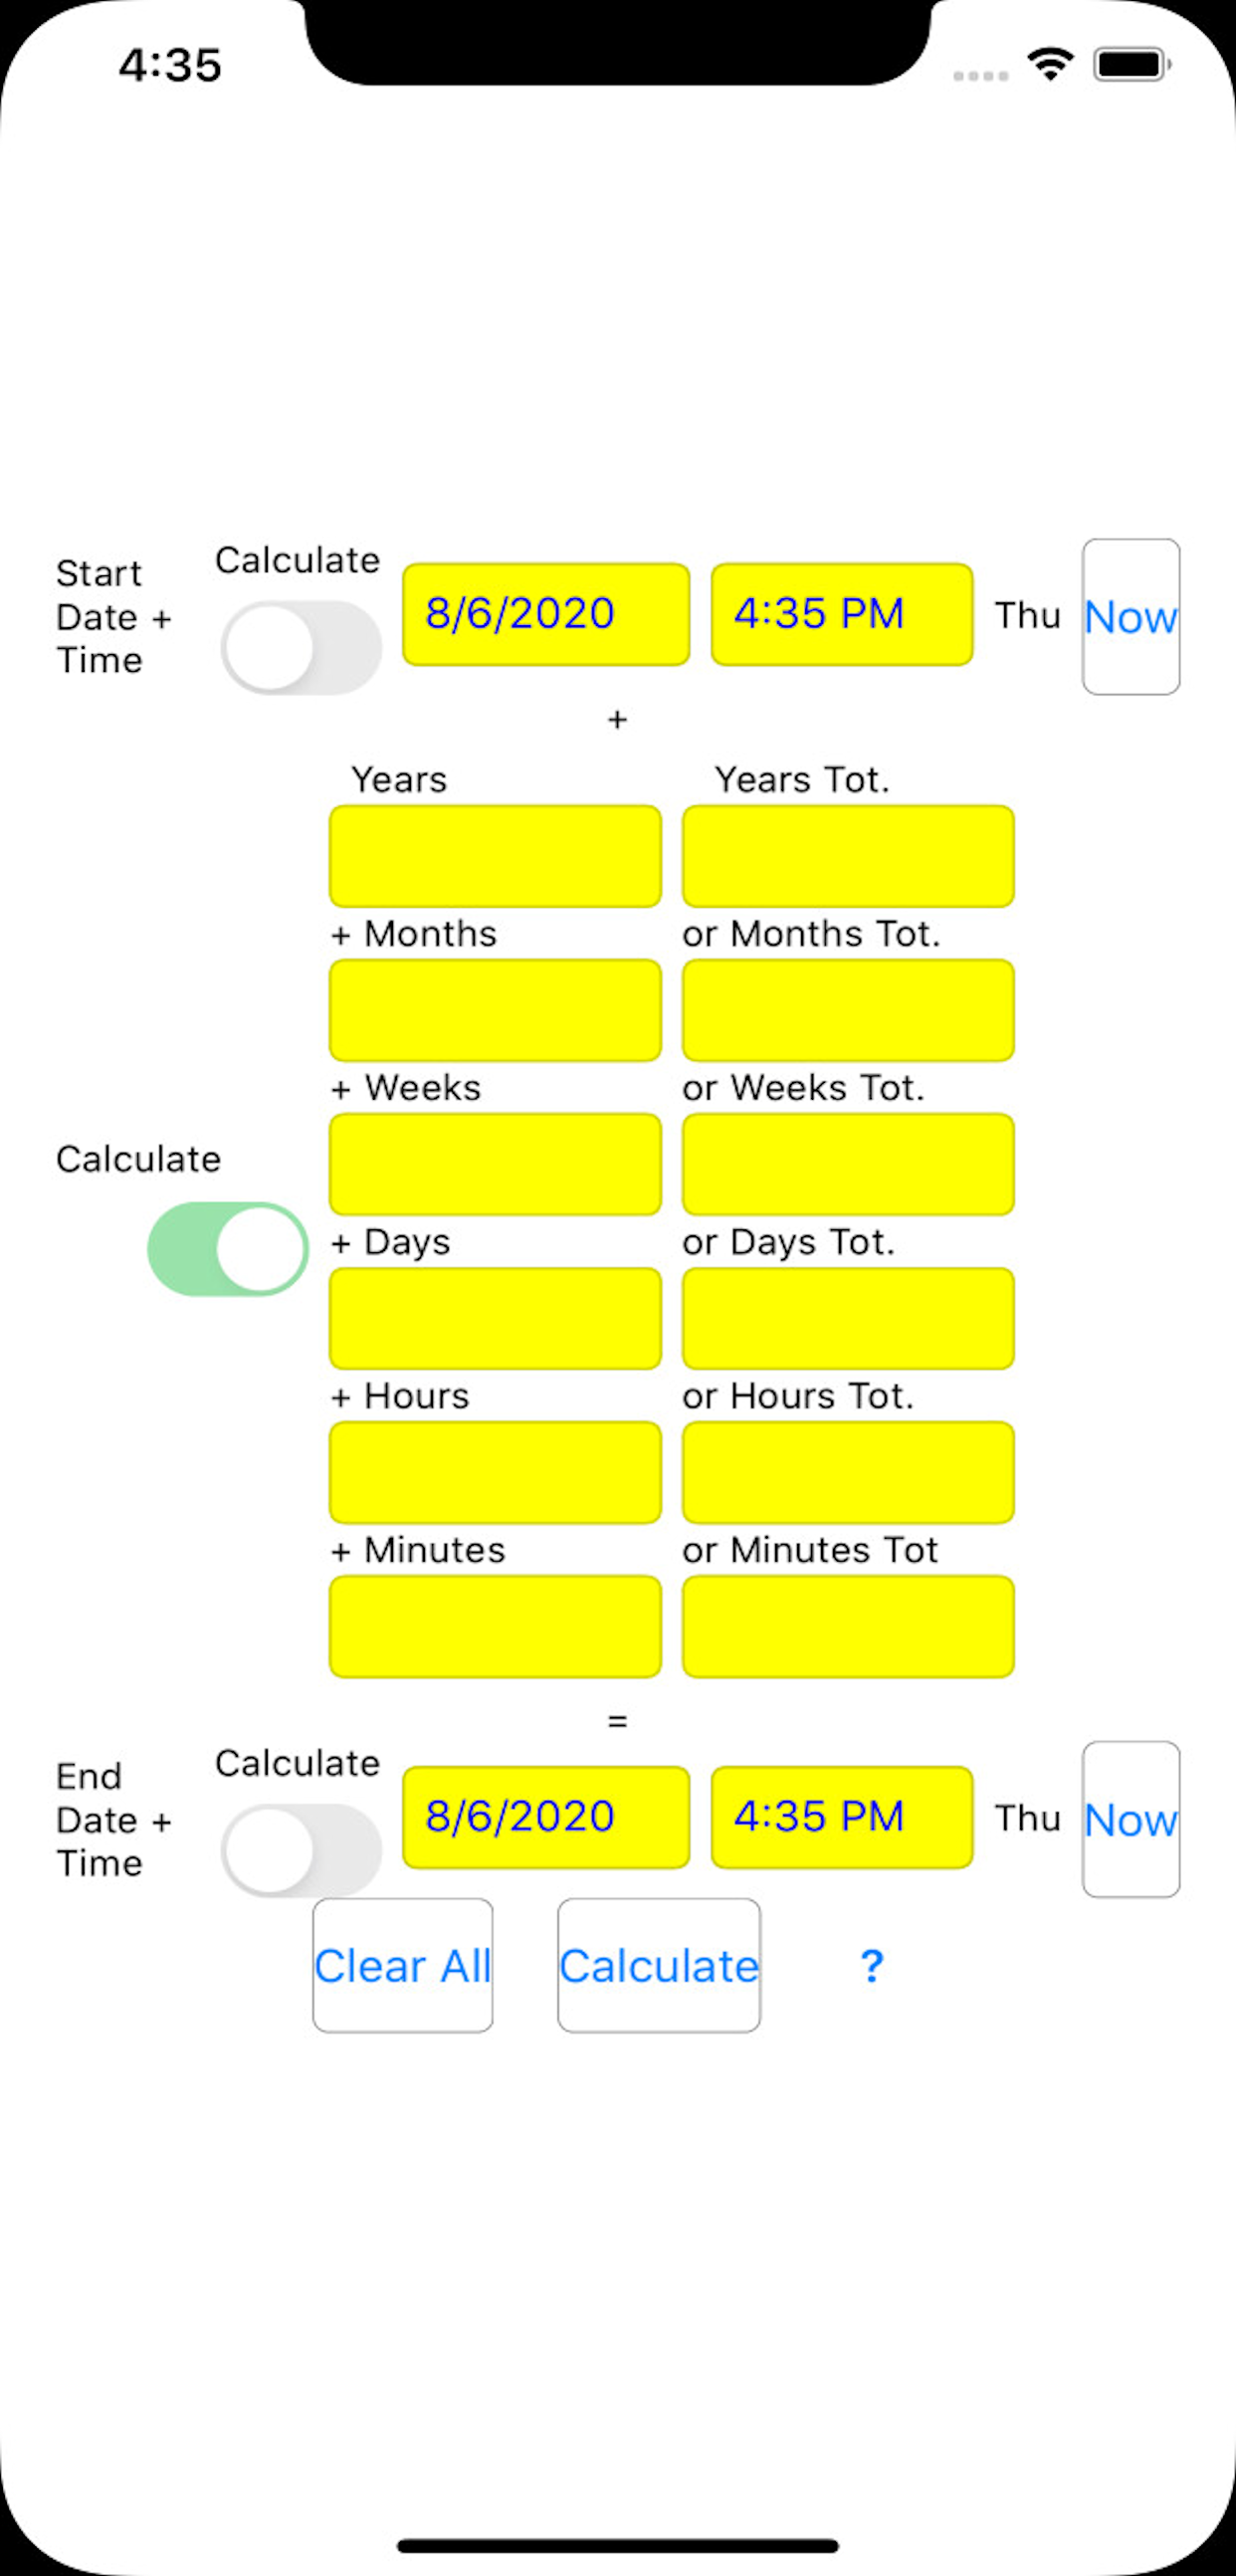 4:35
Start
Date +
Time
Calculate
8/6/2020
4:35 PM
Thu
Now
+
Years
Years Tot.
+ Months
or Months Tot.
+ Weeks
or Weeks Tot.
Calculate
+ Days
or Days Tot.
+ Hours
or Hours Tot.
+ Minutes
or Minutes Tot
=
End
Date +
Time
Calculate
8/6/2020
4:35 PM
Thu
Now
Clear All
Calculate
?